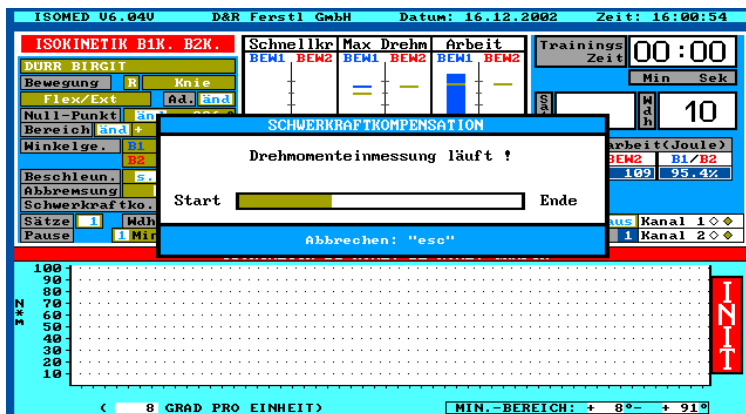 ISOMED V6.04U D&R Ferstl GmbH Datum: 16.12.2002 Zeit: 16:00:54
ISOKINETIK B1K. B2K.
Schnellkr Max Drehm Arbeit
BEW1 BEW2 BEW1 BEW2 BEW1 BEW2
Trainings
Zeit
00:00
Min Sek
DÜRR BIRGIT
Bewegung R Knie
Flex/Ext Ad. änd
Null-Punkt
Bereich änd +
Winkelge. B1
B2
Beschleun. s.
Abbremsung
Schwerkraftko.
Sätze 1 Wdh
Pause 1 Min
Wdh
10
rbeit(Joule)
BEW2 B1/B2
109 95.4%
aus Kanal 1
1 Kanal 2
SCHWERKRAFTKOMPENSATION
Drehmomenteinmessung läuft !
Start Ende
Abbrechen: "esc"
100
90
80
70
60
50
40
30
20
10
N*M
INIT
( 8 GRAD PRO EINHEIT) MIN.-BEREICH: + 8°- + 91°